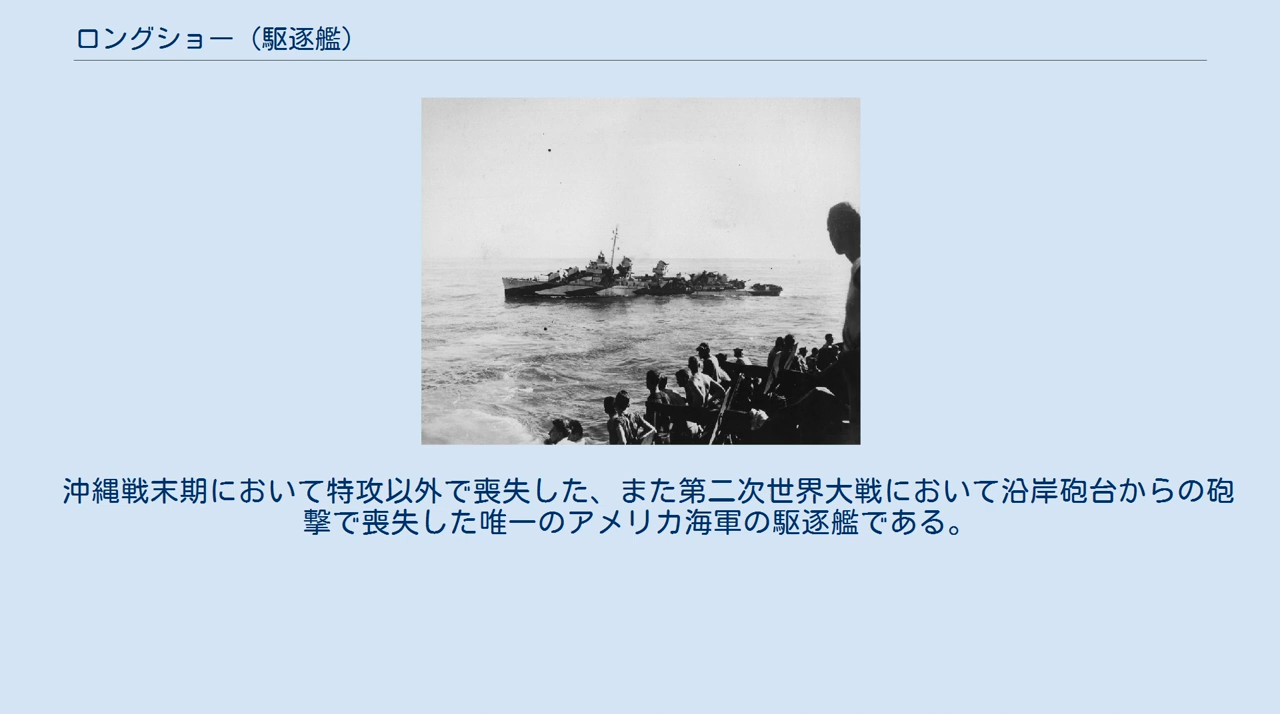 ロングショー（駆逐艦）
沖縄戦末期において特攻以外で喪失した、また第二次世界大戦において沿岸砲台からの砲
撃で喪失した唯一のアメリカ海軍の駆逐艦である。